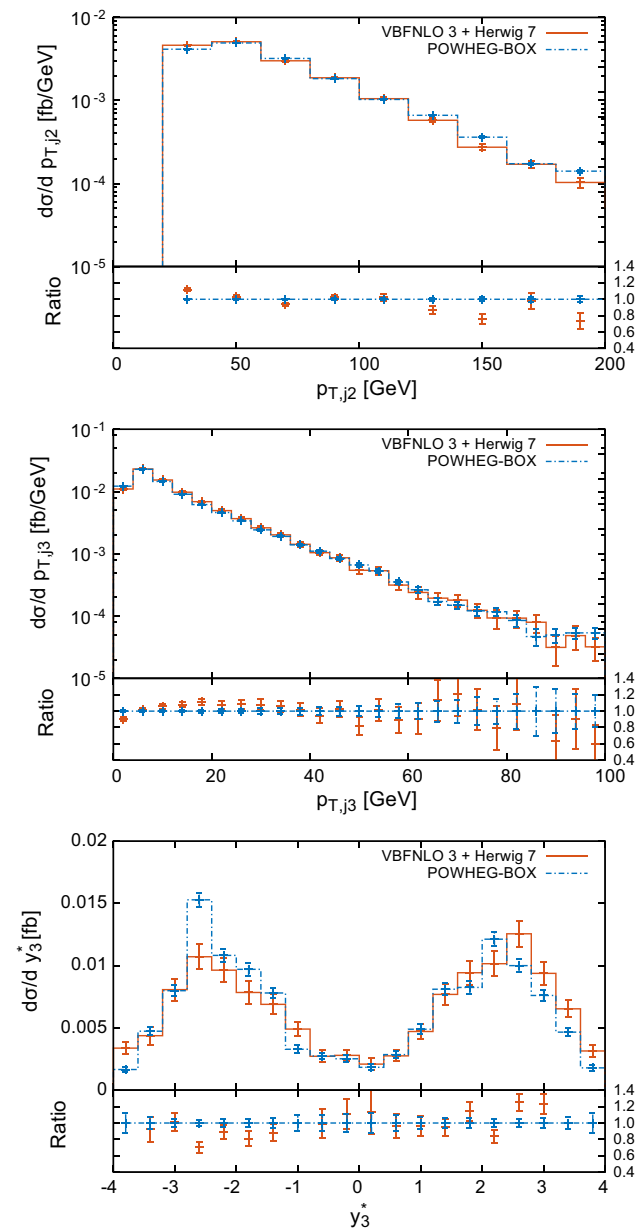 VBFNLO 3 + Herwig 7
POWHEG-BOX
dσ/d p_{T,j2} [fb/GeV]
10^{-2}
10^{-3}
10^{-4}
10^{-5}
Ratio
1.4
1.2
1.0
0.8
0.6
0.4
0 50 100 150 200
p_{T,j2} [GeV]
VBFNLO 3 + Herwig 7
POWHEG-BOX
dσ/d p_{T,j3} [fb/GeV]
10^{-1}
10^{-2}
10^{-3}
10^{-4}
10^{-5}
Ratio
1.4
1.2
1.0
0.8
0.6
0.4
0 20 40 60 80 100
p_{T,j3} [GeV]
VBFNLO 3 + Herwig 7
POWHEG-BOX
dσ/d y_3^* [fb]
0.02
0.015
0.01
0.005
0
Ratio
1.4
1.2
1.0
0.8
0.6
0.4
-4 -3 -2 -1 0 1 2 3 4
y_3^*